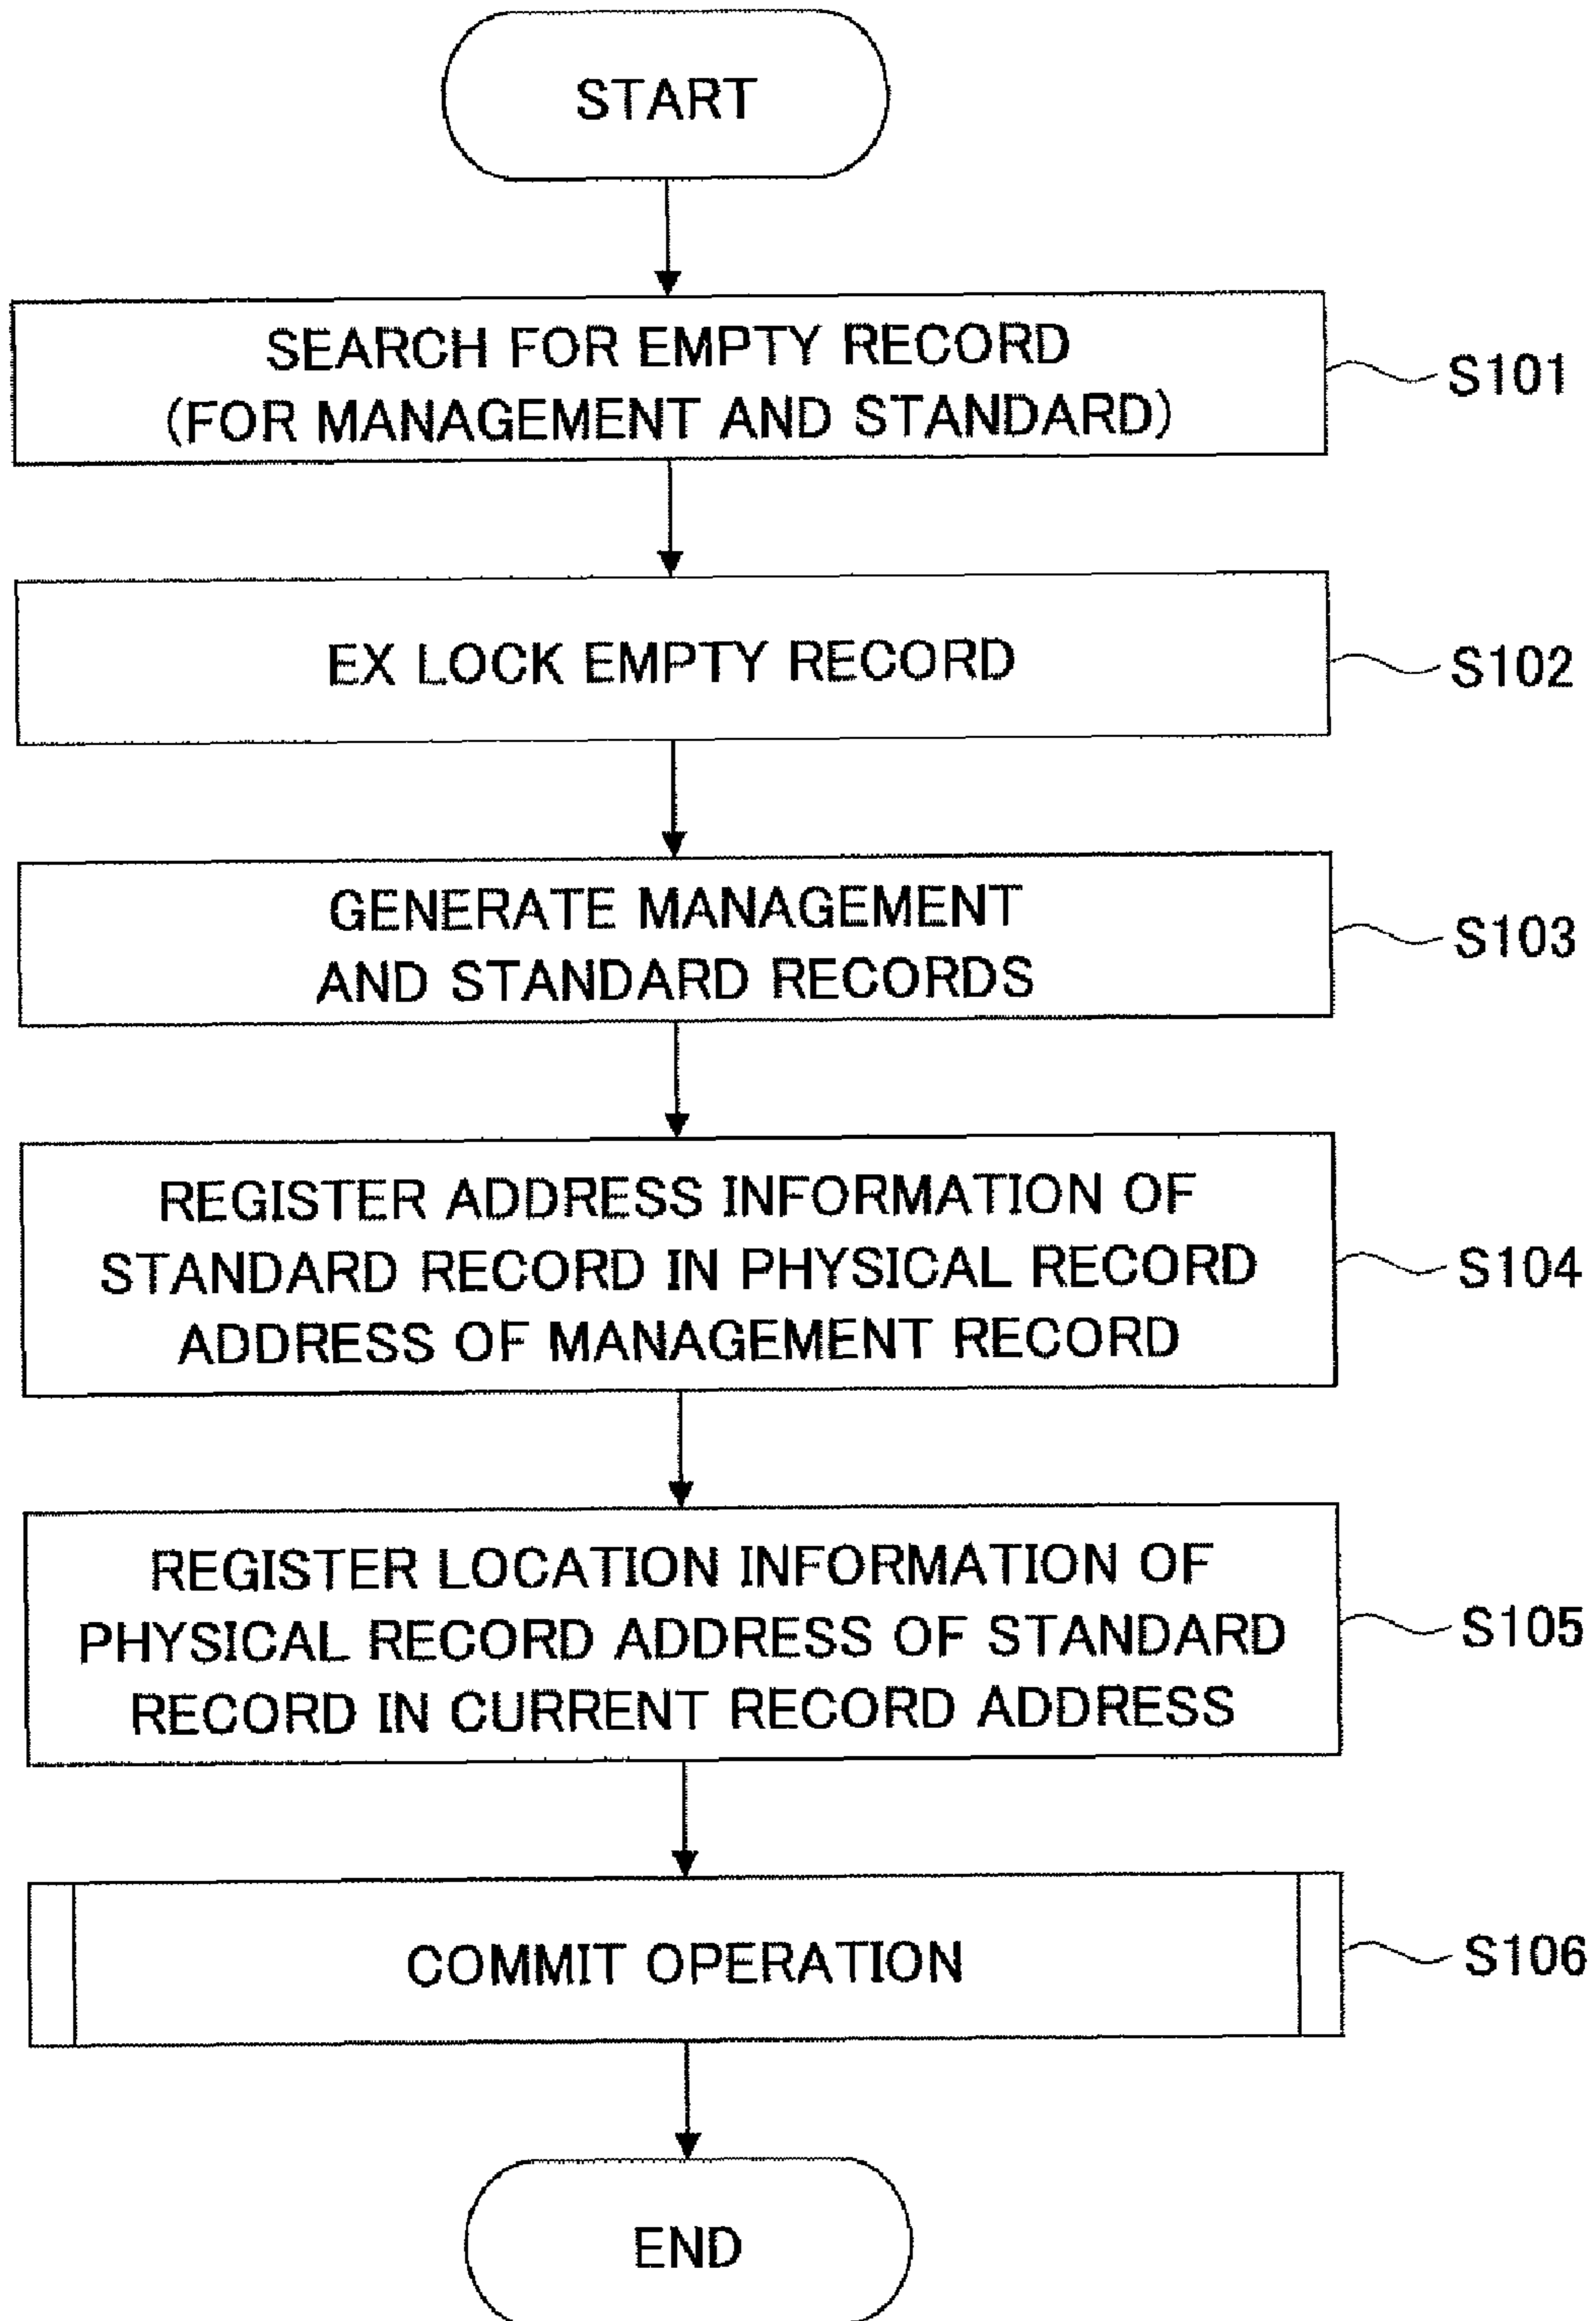 START
SEARCH FOR EMPTY RECORD
(FOR MANAGEMENT AND STANDARD)
S101
EX LOCK EMPTY RECORD
S102
GENERATE MANAGEMENT
AND STANDARD RECORDS
S103
REGISTER ADDRESS INFORMATION OF
STANDARD RECORD IN PHYSICAL RECORD
ADDRESS OF MANAGEMENT RECORD
S104
REGISTER LOCATION INFORMATION OF
PHYSICAL RECORD ADDRESS OF STANDARD
RECORD IN CURRENT RECORD ADDRESS
S105
COMMIT OPERATION
S106
END